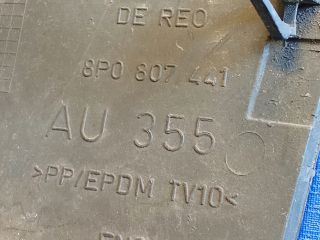 DE REO
8P0 807 441
AU 355
>PP/EPDM TV10<